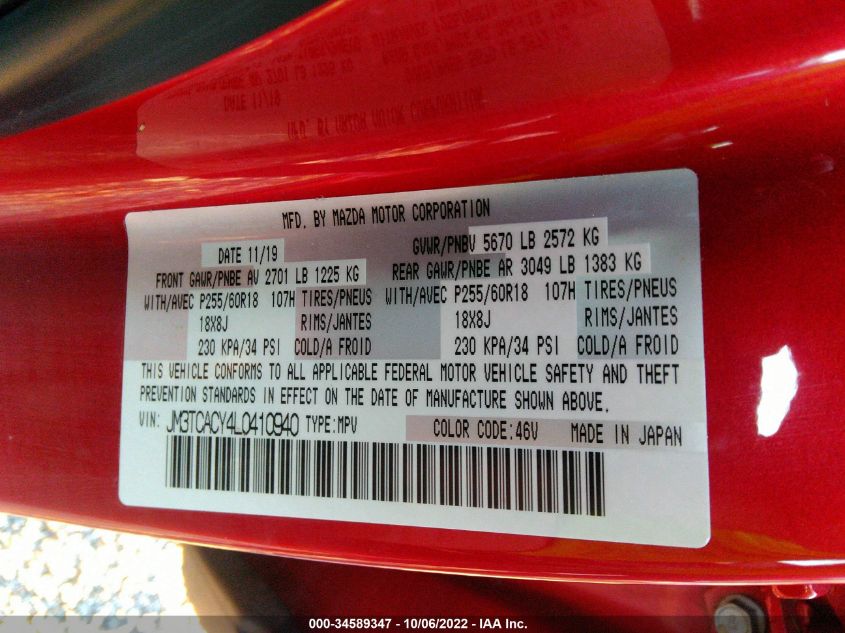 MFD. BY MAZDA MOTOR CORPORATION
DATE 11/19 GVWR/PNBV 5670 LB 2572 KG
FRONT GAWR/PNBE AV 2701 LB 1225 KG REAR GAWR/PNBE AR 3049 LB 1383 KG
WITH/AVEC P255/60R18 107H TIRES/PNEUS WITH/AVEC P255/60R18 107H TIRES/PNEUS
18X8J RIMS/JANTES 18X8J RIMS/JANTES
230 KPA/34 PSI COLD/A FROID 230 KPA/34 PSI COLD/A FROID
THIS VEHICLE CONFORMS TO ALL APPLICABLE FEDERAL MOTOR VEHICLE SAFETY AND THEFT
PREVENTION STANDARDS IN EFFECT ON THE DATE OF MANUFACTURE SHOWN ABOVE.
VIN: JM3TCACY4L0410940 TYPE:MPV COLOR CODE:46V MADE IN JAPAN
000-34589347 - 10/06/2022 - IAA Inc.